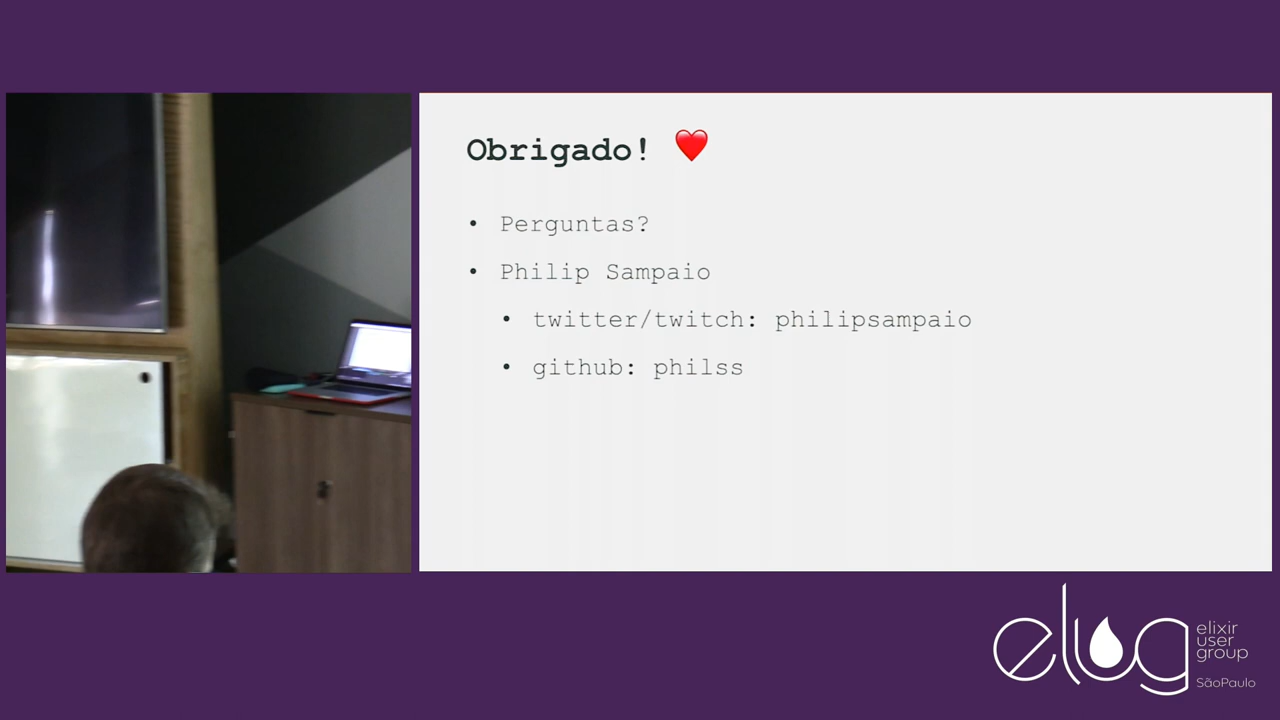 Obrigado! ❤️
• Perguntas?
• Philip Sampaio
• twitter/twitch: philipsampaio
• github: philss
elug
elixir
user
group
SãoPaulo